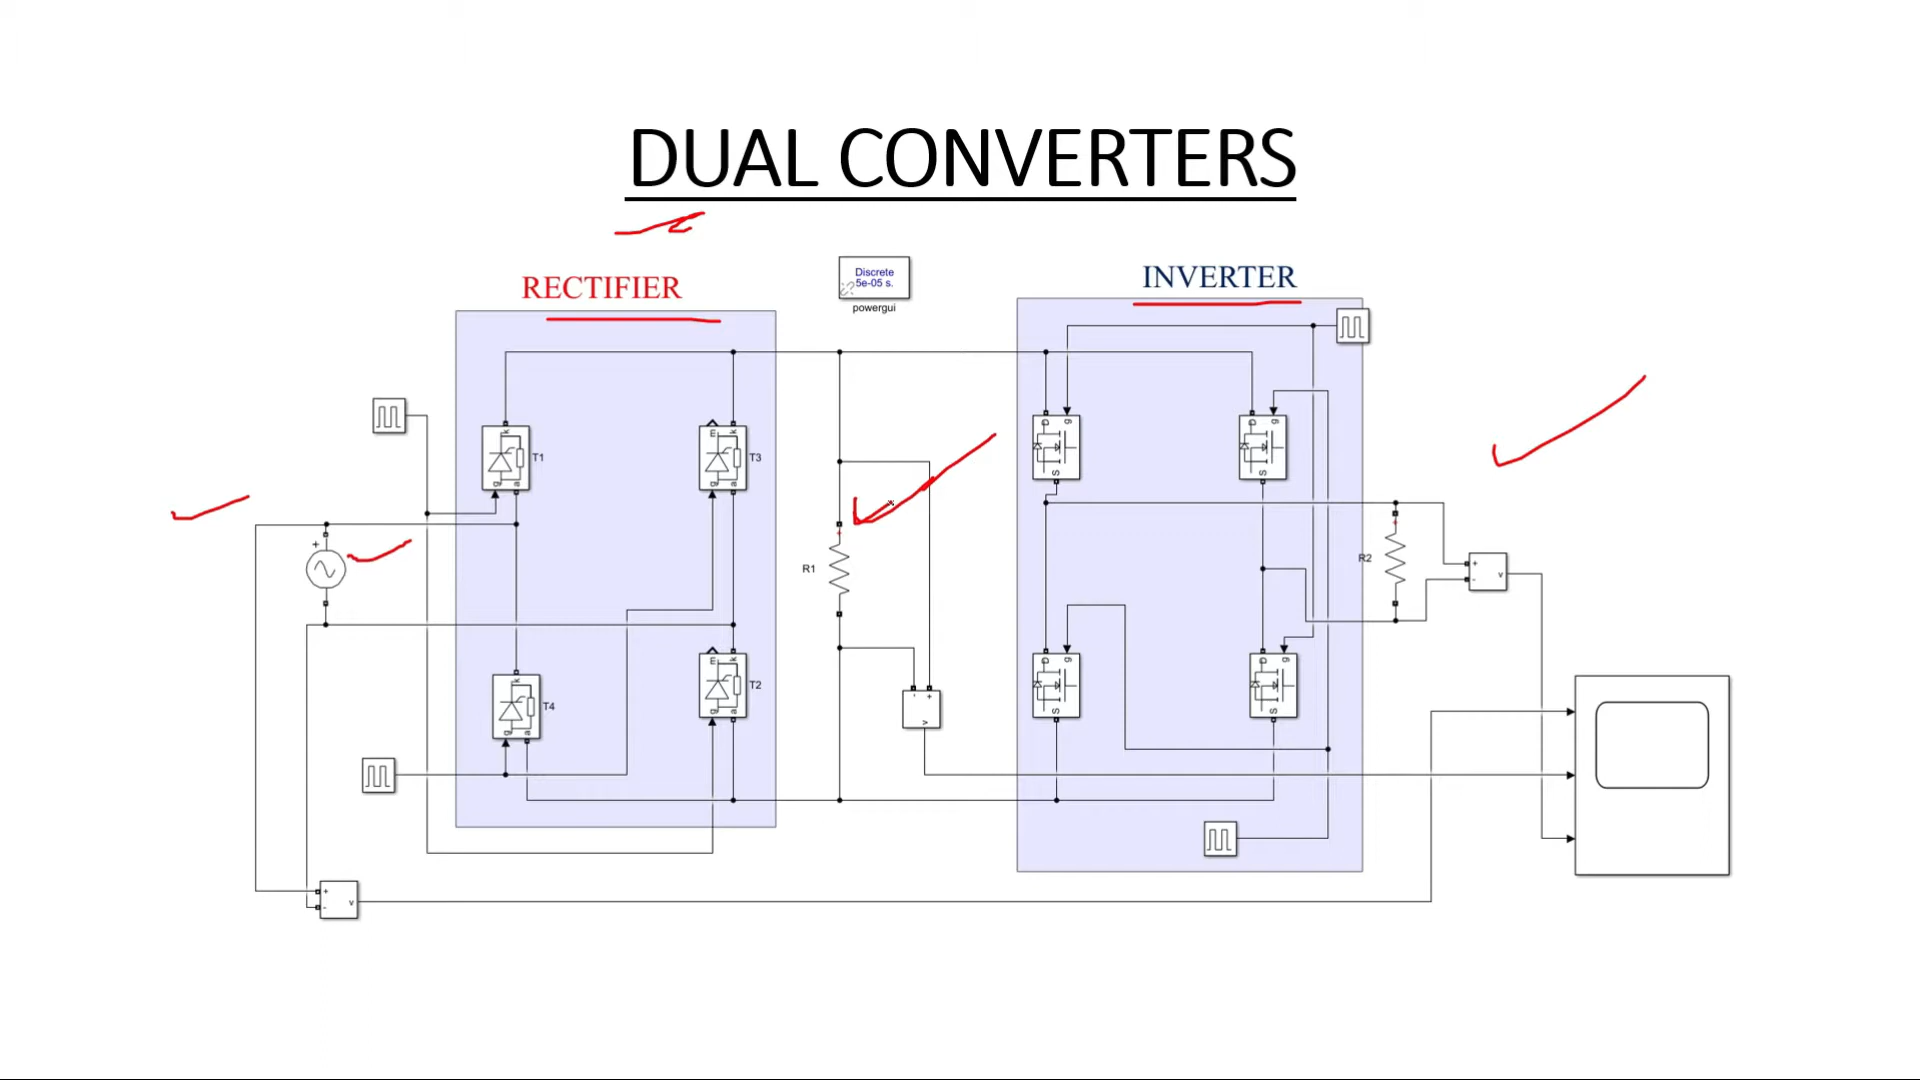 DUAL CONVERTERS
RECTIFIER
Discrete
5e-05 s.
powergui
INVERTER
k
g
a
T1
m
k
g
a
T3
D
g
S
D
g
S
+
R1
R2
+
-
v
k
g
a
T4
m
k
g
a
T2
- +
v
D
g
S
D
g
S
+
-
v